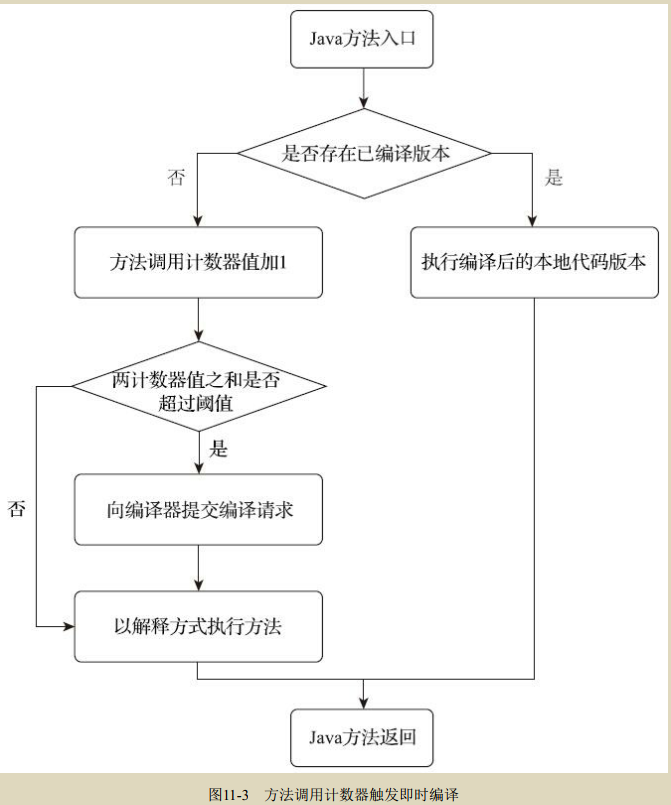 Java方法入口
是否存在已编译版本
否
是
方法调用计数器值加1
执行编译后的本地代码版本
两计数器值之和是否
超过阈值
是
否
向编译器提交编译请求
以解释方式执行方法
Java方法返回
图11-3 方法调用计数器触发即时编译